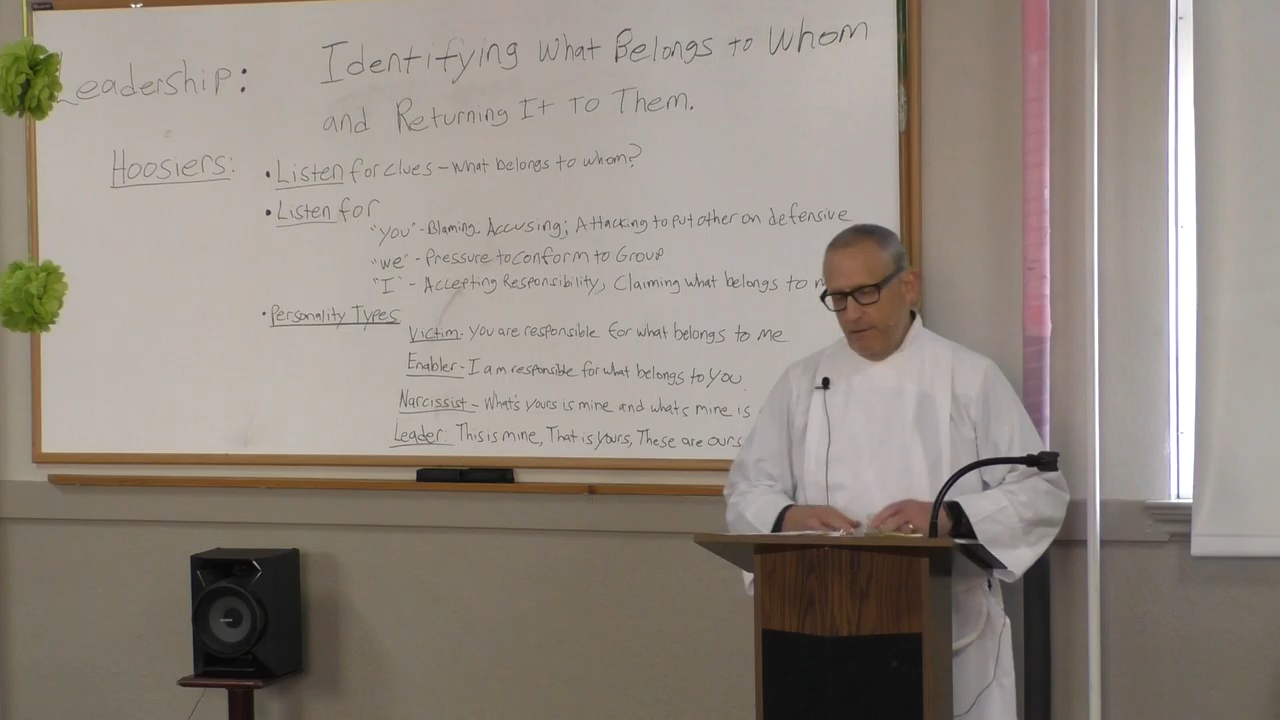 Leadership: Identifying What Belongs to Whom
and Returning It To Them.
Hoosiers: • Listen for clues – What belongs to whom?
• Listen for
"you" - Blaming. Accusing; Attacking to put other on defensive
"we" - Pressure to conform to Group
"I" - Accepting Responsibility, Claiming what belongs to
• Personality Types
Victim - You are responsible for what belongs to me
Enabler - I am responsible for what belongs to you.
Narcissist - What's yours is mine and what's mine is
Leader: This is mine, That is yours, These are ours